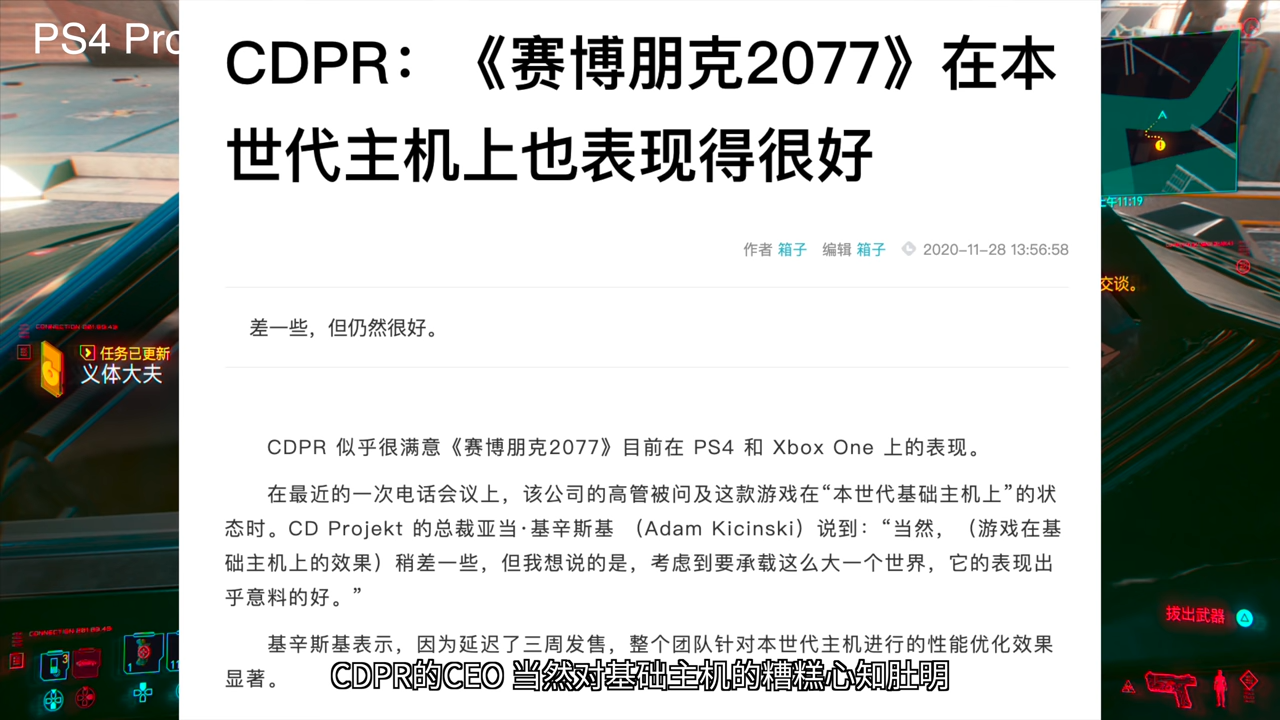 PS4 Pro
CDPR：《赛博朋克2077》在本
世代主机上也表现得很好
作者 箱子 编辑 箱子 2020-11-28 13:56:58
差一些，但仍然很好。
CDPR 似乎很满意《赛博朋克2077》目前在 PS4 和 Xbox One 上的表现。
在最近的一次电话会议上，该公司的高管被问及这款游戏在“本世代基础主机上”的状
态时。CD Projekt 的总裁亚当·基辛斯基 （Adam Kicinski）说到：“当然，（游戏在基
础主机上的效果）稍差一些，但我想说的是，考虑到要承载这么大一个世界，它的表现出
乎意料的好。”
基辛斯基表示，因为延迟了三周发售，整个团队针对本世代主机进行的性能优化效果
显著。
CDPR的CEO 当然对基础主机的糟糕心知肚明
任务已更新
义体大夫
午11:19
交谈。
拔出武器
3
1
11